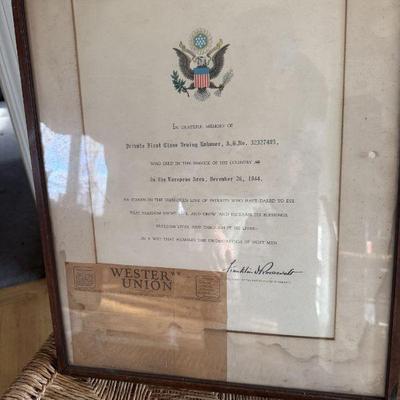 IN GRATEFUL MEMORY OF
Private First Class Irving A.S.No. 32327485,
WHO DIED IN THE SERVICE OF HIS COUNTRY
In the European Area, November 26, 1944.
HE STANDS IN THE UNBROKEN LINE OF PATRIOTS WHO HAVE DARED TO DIE
THAT FREEDOM MIGHT LIVE, AND GROW AND INCREASE ITS BLESSINGS.
FREEDOM LIVES, AND THROUGH IT HE LIVES—
IN A WAY THAT HUMBLES THE UNDERTAKINGS OF MOST MEN
Franklin D Roosevelt
WESTERN
UNION